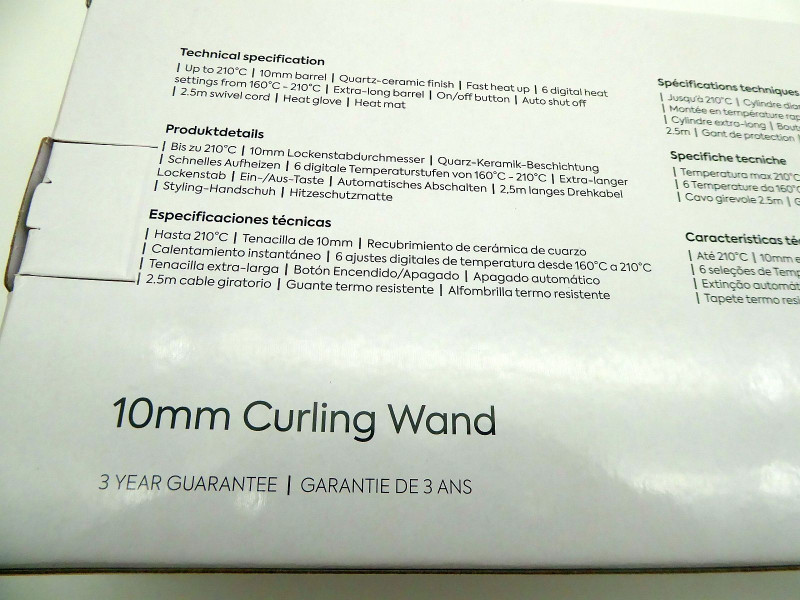 Technical specification
| Up to 210°C | 10mm barrel | Quartz-ceramic finish | Fast heat up | 6 digital heat
settings from 160°C - 210°C | Extra-long barrel | On/off button | Auto shut off
| 2.5m swivel cord | Heat glove | Heat mat
Produktdetails
| Bis zu 210°C | 10mm Lockenstabdurchmesser | Quarz-Keramik-Beschichtung
| Schnelles Aufheizen | 6 digitale Temperaturstufen von 160°C - 210°C | Extra-langer
Lockenstab | Ein-/Aus-Taste | Automatisches Abschalten | 2,5m langes Drehkabel
| Styling-Handschuh | Hitzeschutzmatte
Especificaciones técnicas
| Hasta 210°C | Tenacilla de 10mm | Recubrimiento de cerámica de cuarzo
| Calentamiento instantáneo | 6 ajustes digitales de temperatura desde 160°C a 210°C
| Tenacilla extra-larga | Botón Encendido/Apagado | Apagado automático
| 2.5m cable giratorio | Guante termo resistente | Alfombrilla termo resistente
Spécifications techniques
| Jusqu'à 210°C | Cylindre
| Montée en température
| Cylindre extra-long |
2.5m | Gant de protection |
Specifiche tecniche
| Temperatura max 210°C
| 6 Temperature da 160°C
| Cavo girevole 2.5m |
Características
| Até 210°C | 10mm
| 6 seleções de
| Extinção
| Tapete termo
10mm Curling Wand
3 YEAR GUARANTEE | GARANTIE DE 3 ANS